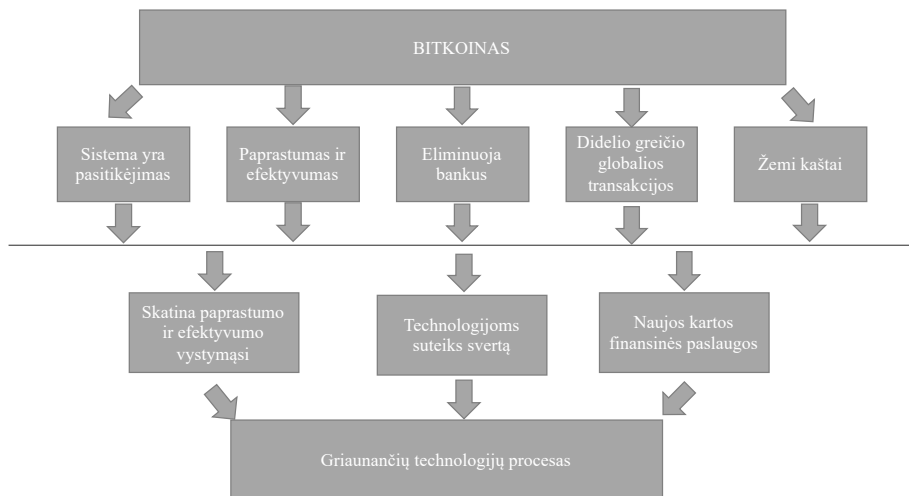 BITKOINAS
Sistema yra
pasitikėjimas
Paprastumas ir
efektyvumas
Eliminuoja
bankus
Didelio greičio
globalios
transakcijos
Žemi kaštai
Skatina paprastumo
ir efektyvumo
vystymąsi
Technologijoms
suteiks svertą
Naujos kartos
finansinės paslaugos
Griaunančių technologijų procesas